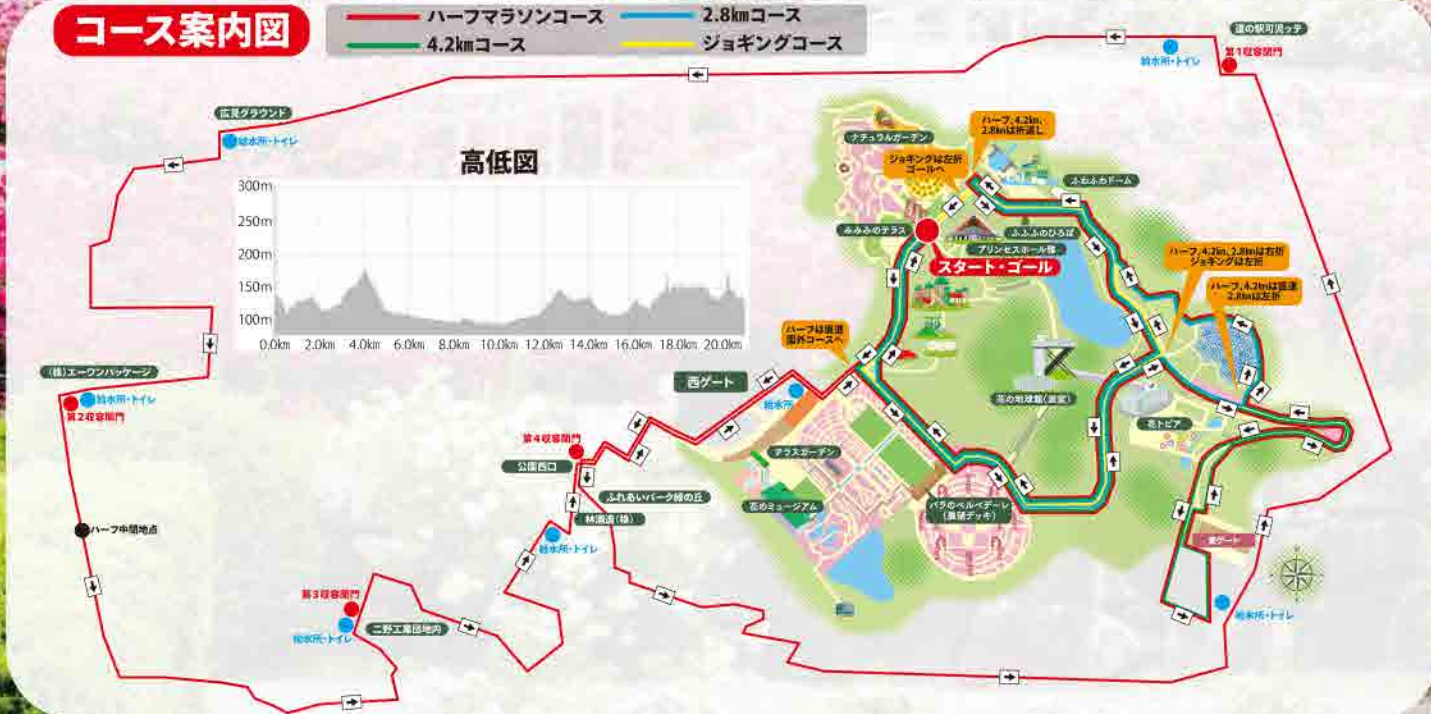 コース案内図
ハーフマラソンコース
2.8kmコース
4.2kmコース
ジョギングコース
道の駅可児ッテ
第1収容関門
給水所・トイレ
広見グラウンド
給水所・トイレ
高低図
300m
250m
200m
150m
100m
0.0km 2.0km 4.0km 6.0km 8.0km 10.0km 12.0km 14.0km 16.0km 18.0km 20.0km
ナチュラルガーデン
ハーフ、4.2km、
2.8kmは折返し
ジョギングは左折
ゴールへ
ふわふわドーム
みみみのテラス
ふふふのひろば
プリンセスホール雅
スタート・ゴール
ハーフ、4.2km、2.8kmは右折
ジョギングは左折
ハーフ、4.2kmは直進
2.8kmは左折
ハーフは直進
園外コースへ
(株)エーワンパッケージ
給水所・トイレ
第2収容関門
西ゲート
給水所
花の地球館(温室)
花トピア
第4収容関門
公園西口
テラスガーデン
ふれあいパーク緑の丘
花のミュージアム
バラのベルベデーレ
(展望デッキ)
給水所・トイレ
ハーフ中間地点
東ゲート
第3収容関門
給水所・トイレ
二野工業団地内
給水所・トイレ